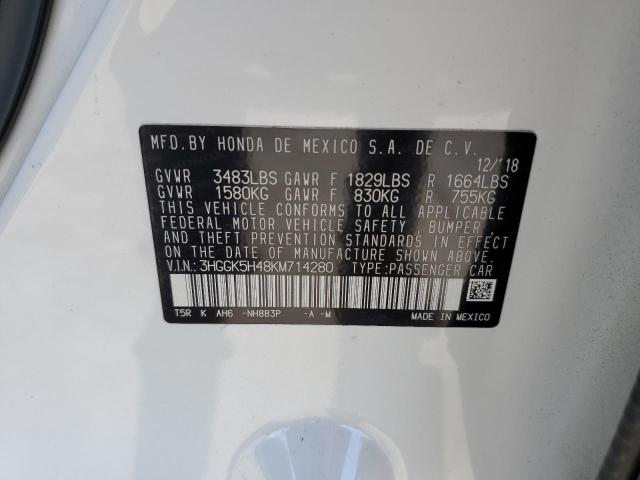 MFD.BY HONDA DE MEXICO S.A. DE C.V.
12/'18
GVWR 3483LBS GAWR F 1829LBS R 1664LBS
GVWR 1580KG GAWR F 830KG R 755KG
THIS VEHICLE CONFORMS TO ALL APPLICABLE
FEDERAL MOTOR VEHICLE SAFETY, BUMPER,
AND THEFT PREVENTION STANDARDS IN EFFECT
ON THE DATE OF MANUFACTURE SHOWN ABOVE.
V.I.N.: 3HGGK5H48KM714280 TYPE:PASSENGER CAR
T5R K AH6 -NH883P -A-M MADE IN MEXICO